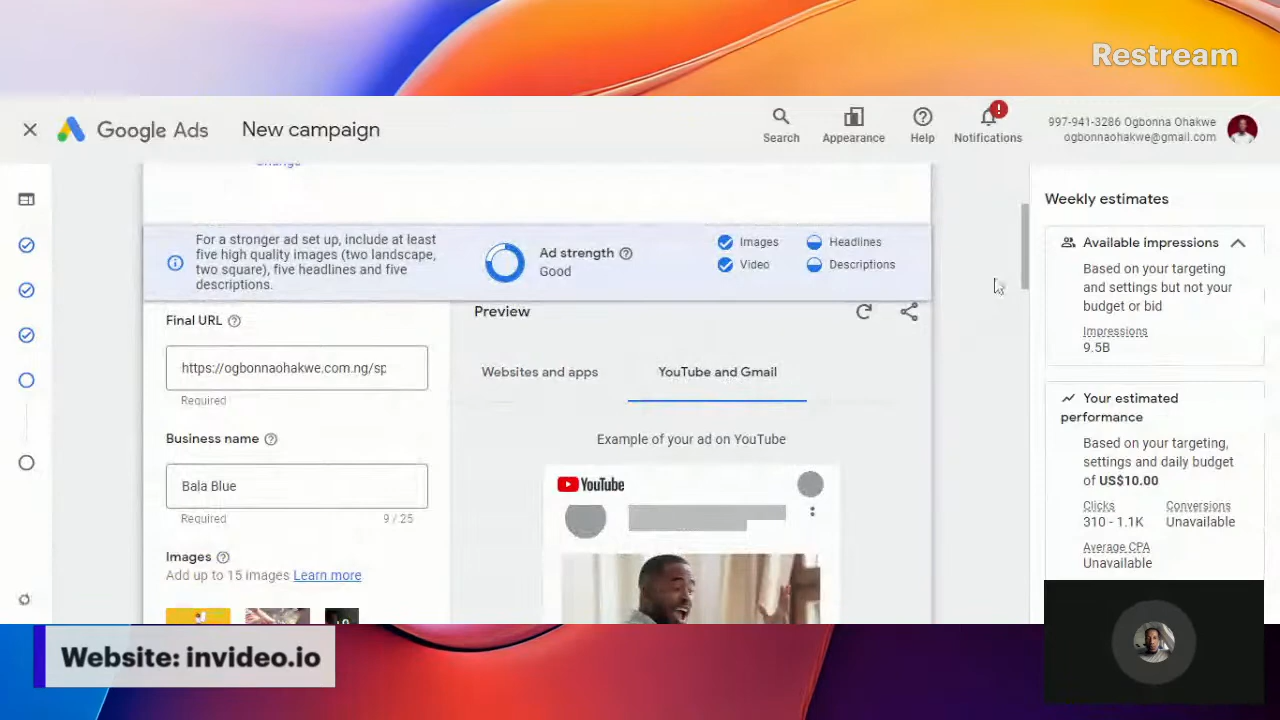 Restream
Google Ads
New campaign
Search
Appearance
Help
Notifications
997-941-3286 Ogbonna Ohakwe
ogbonnaohakwe@gmail.com
Change
For a stronger ad set up, include at least
five high quality images (two landscape,
two square), five headlines and five
descriptions.
Ad strength
Good
Images
Headlines
Video
Descriptions
Final URL
https://ogbonnaohakwe.com.ng/sp
Required
Business name
Bala Blue
Required
9 / 25
Images
Add up to 15 images Learn more
Preview
Websites and apps
YouTube and Gmail
Example of your ad on YouTube
YouTube
Weekly estimates
Available impressions
Based on your targeting
and settings but not your
budget or bid
Impressions
9.5B
Your estimated
performance
Based on your targeting,
settings and daily budget
of US$10.00
Clicks
Conversions
310 - 1.1K
Unavailable
Average CPA
Unavailable
Website: invideo.io